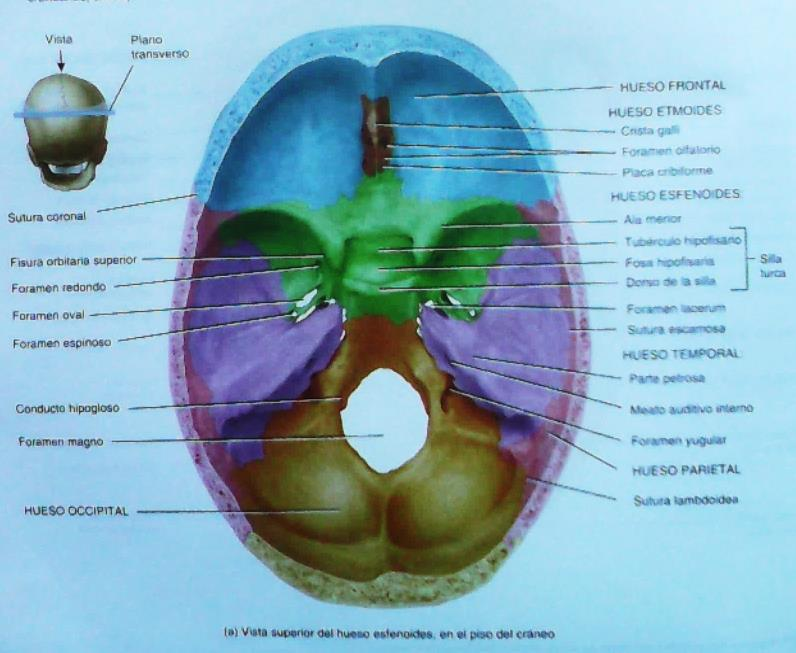 Vista
Plano
transverso
Sutura coronal
Fisura orbitaria superior
Foramen redondo
Foramen oval
Foramen espinoso
Conducto hipogloso
Foramen magno
HUESO OCCIPITAL
HUESO FRONTAL
HUESO ETMOIDES:
Crista galli
Foramen olfatorio
Placa cribiforme
HUESO ESFENOIDES:
Ala menor
Tubérculo hipofisario
Fosa hipofisaria
Dorso de la silla
Silla
turca
Foramen lacerum
Sutura escamosa
HUESO TEMPORAL:
Parte petrosa
Meato auditivo interno
Foramen yugular
HUESO PARIETAL
Sutura lambdoidea
(a) Vista superior del hueso esfenoides, en el piso del cráneo